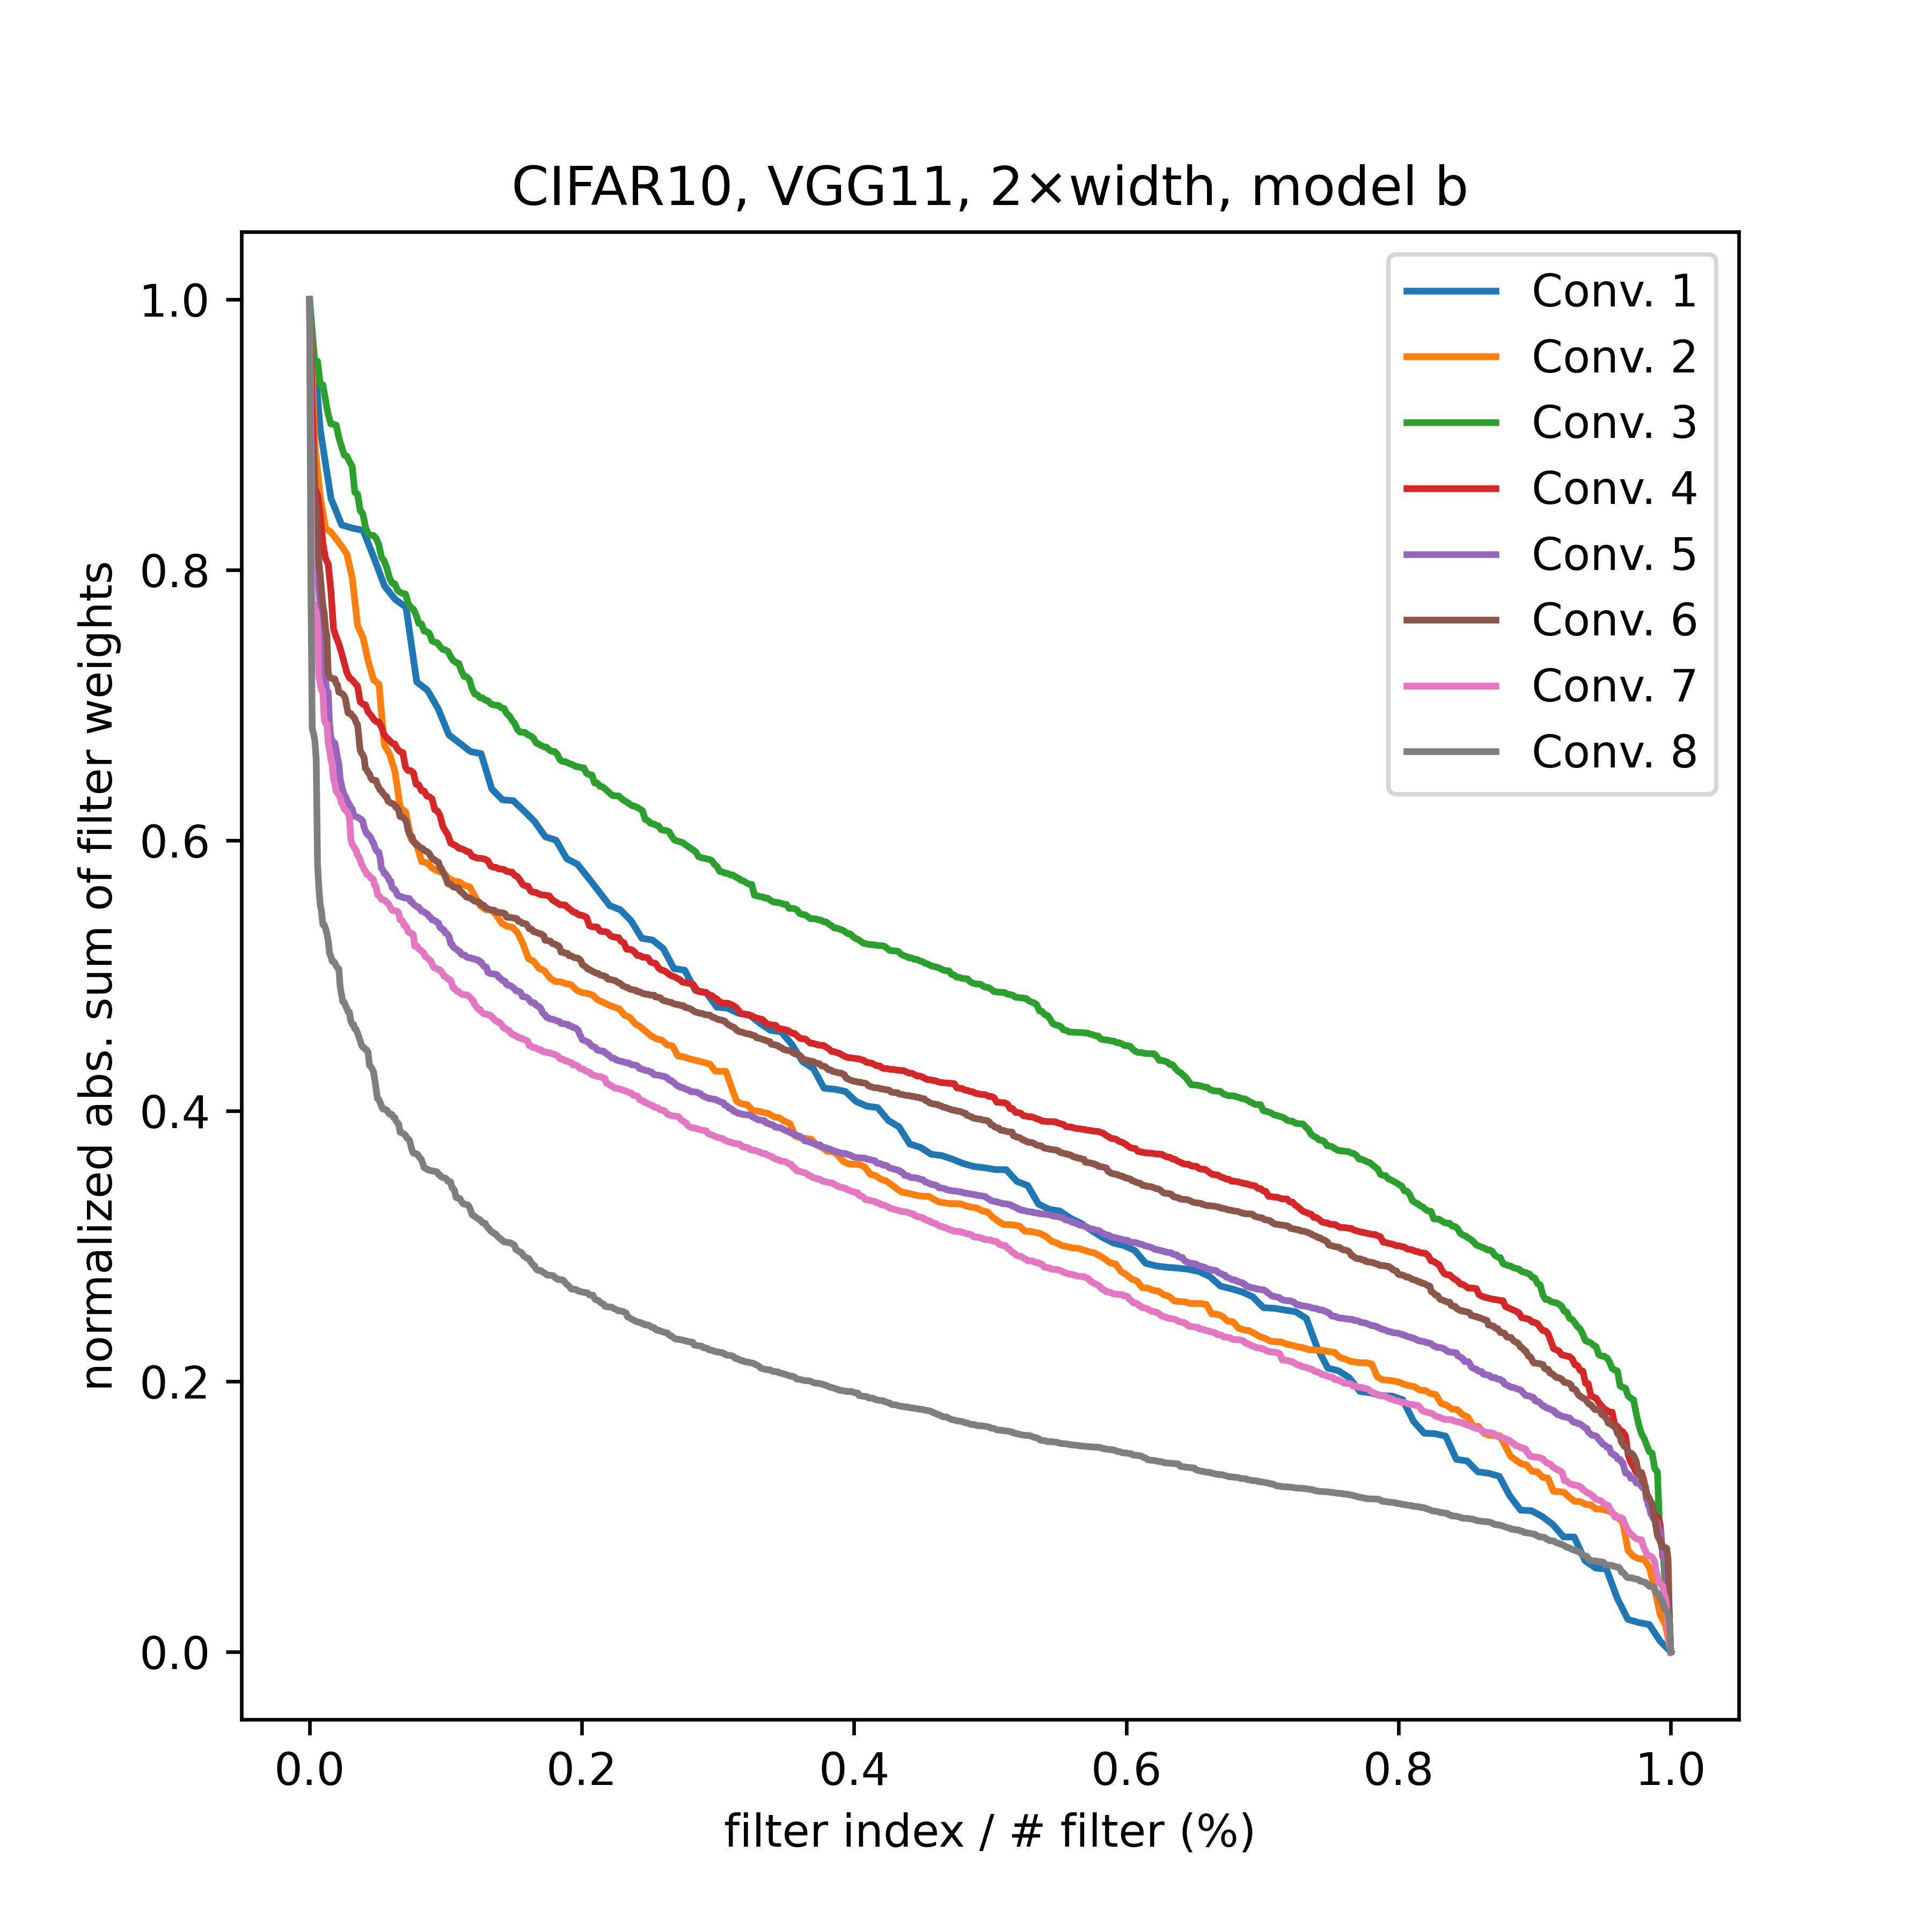 CIFAR10, VGG11, 2×width, model b
Conv. 1
Conv. 2
Conv. 3
Conv. 4
Conv. 5
Conv. 6
Conv. 7
Conv. 8
normalized abs. sum of filter weights
1.0
0.8
0.6
0.4
0.2
0.0
0.0 0.2 0.4 0.6 0.8 1.0
filter index / # filter (%)